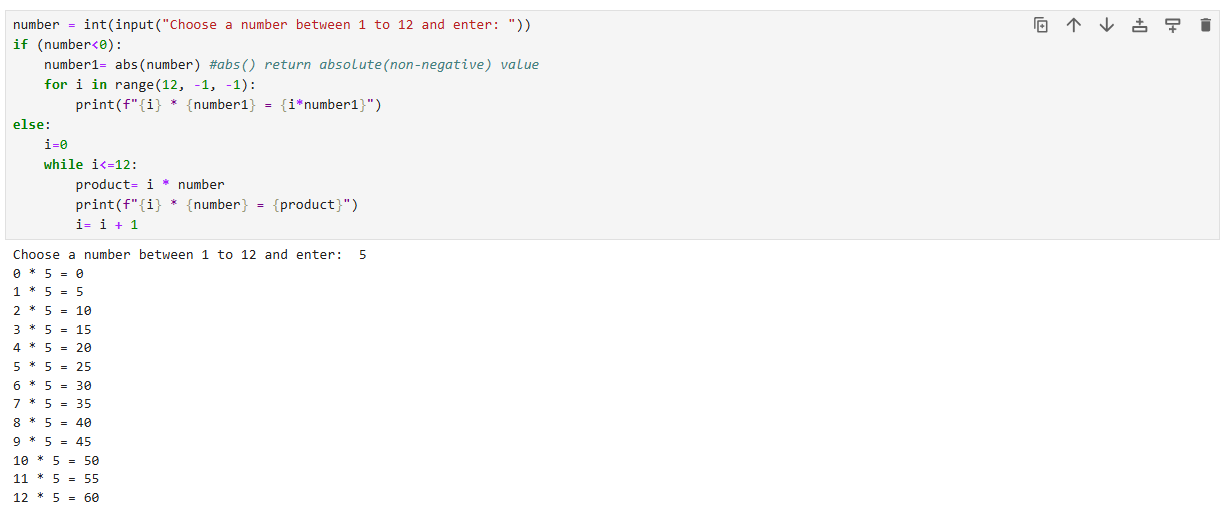 number = int(input("Choose a number between 1 to 12 and enter: "))
if (number<0):
    number1= abs(number) #abs() return absolute(non-negative) value
    for i in range(12, -1, -1):
        print(f"{i} * {number1} = {i*number1}")
else:
    i=0
    while i<=12:
        product= i * number
        print(f"{i} * {number} = {product}")
        i= i + 1
Choose a number between 1 to 12 and enter:  5
0 * 5 = 0
1 * 5 = 5
2 * 5 = 10
3 * 5 = 15
4 * 5 = 20
5 * 5 = 25
6 * 5 = 30
7 * 5 = 35
8 * 5 = 40
9 * 5 = 45
10 * 5 = 50
11 * 5 = 55
12 * 5 = 60